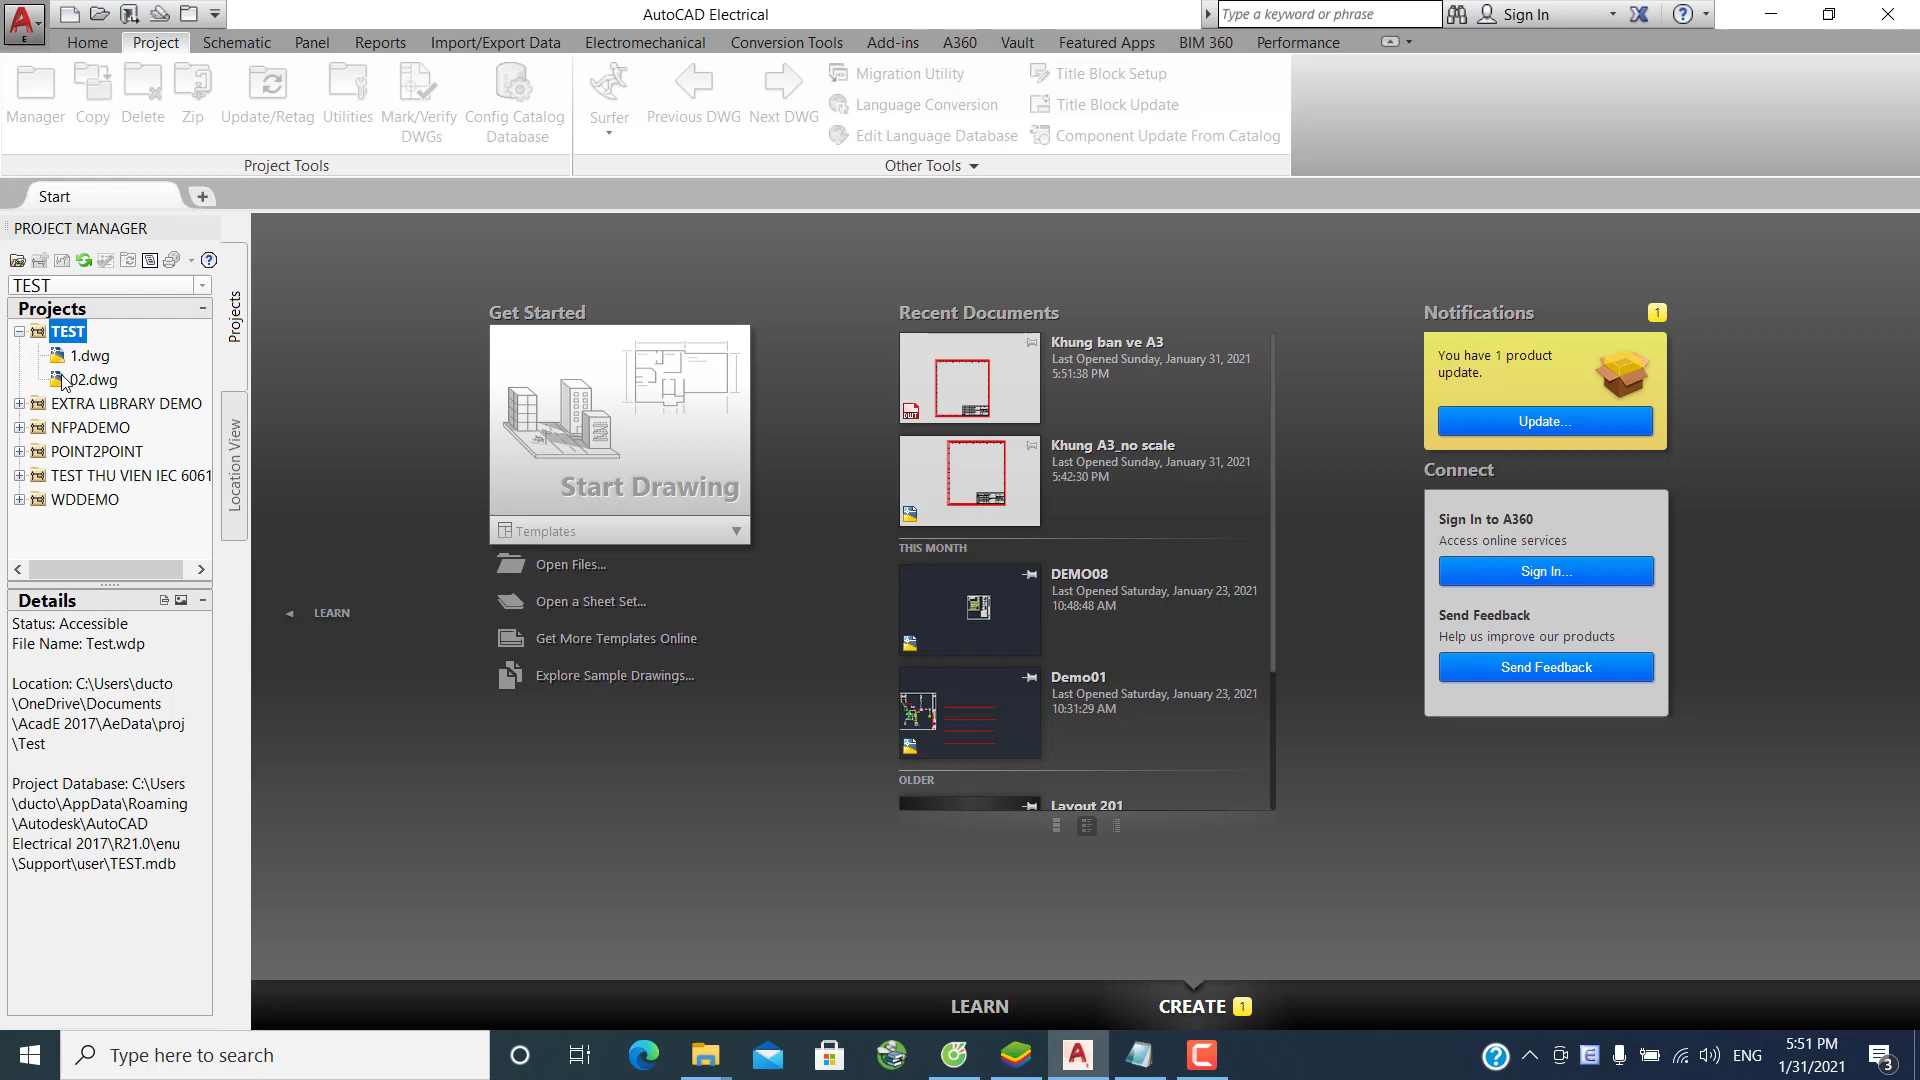 AutoCAD Electrical
Type a keyword or phrase
Sign In
Home
Project
Schematic
Panel
Reports
Import/Export Data
Electromechanical
Conversion Tools
Add-ins
A360
Vault
Featured Apps
BIM 360
Performance
Manager
Copy
Delete
Zip
Update/Retag
Utilities
Mark/Verify
DWGs
Config Catalog
Database
Surfer
Previous DWG
Next DWG
Migration Utility
Language Conversion
Edit Language Database
Title Block Setup
Title Block Update
Component Update From Catalog
Project Tools
Other Tools
Start
PROJECT MANAGER
TEST
Projects
TEST
1.dwg
02.dwg
EXTRA LIBRARY DEMO
NFPADEMO
POINT2POINT
TEST THU VIEN IEC 6061
WDDEMO
Projects
Location View
Details
Status: Accessible
File Name: Test.wdp
Location: C:\Users\ducto
\OneDrive\Documents
\AcadE 2017\AeData\proj
\Test
Project Database: C:\Users
\ducto\AppData\Roaming
\Autodesk\AutoCAD
Electrical 2017\R21.0\enu
\Support\user\TEST.mdb
LEARN
Get Started
Start Drawing
Templates
Open Files...
Open a Sheet Set...
Get More Templates Online
Explore Sample Drawings...
Recent Documents
Khung ban ve A3
Last Opened Sunday, January 31, 2021
5:51:38 PM
DWT
Khung A3_no scale
Last Opened Sunday, January 31, 2021
5:42:30 PM
THIS MONTH
DEMO08
Last Opened Saturday, January 23, 2021
10:48:48 AM
Demo01
Last Opened Saturday, January 23, 2021
10:31:29 AM
OLDER
Layout 201
Notifications
1
You have 1 product
update.
Update...
Connect
Sign In to A360
Access online services
Sign In...
Send Feedback
Help us improve our products
Send Feedback
LEARN
CREATE
1
Type here to search
ENG
5:51 PM
1/31/2021
3